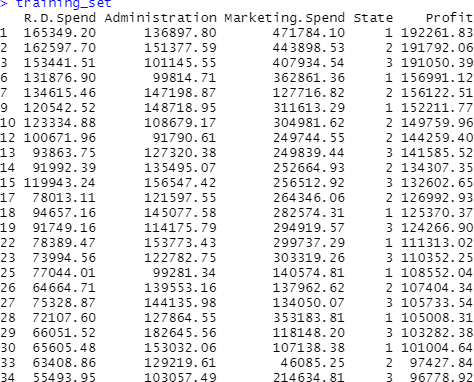 > training_set
R.D.Spend Administration Marketing.Spend State Profit
1 165349.20 136897.80 471784.10 1 192261.83
2 162597.70 151377.59 443898.53 2 191792.06
3 153441.51 101145.55 407934.54 3 191050.39
6 131876.90 99814.71 362861.36 1 156991.12
7 134615.46 147198.87 127716.82 2 156122.51
9 120542.52 148718.95 311613.29 1 152211.77
10 123334.88 108679.17 304981.62 2 149759.96
12 100671.96 91790.61 249744.55 2 144259.40
13 93863.75 127320.38 249839.44 3 141585.52
14 91992.39 135495.07 252664.93 2 134307.35
15 119943.24 156547.42 256512.92 3 132602.65
17 78013.11 121597.55 264346.06 2 126992.93
18 94657.16 145077.58 282574.31 1 125370.37
19 91749.16 114175.79 294919.57 3 124266.90
22 78389.47 153773.43 299737.29 1 111313.02
23 73994.56 122782.75 303319.26 3 110352.25
25 77044.01 99281.34 140574.81 1 108552.04
26 64664.71 139553.16 137962.62 2 107404.34
27 75328.87 144135.98 134050.07 3 105733.54
28 72107.60 127864.55 353183.81 1 105008.31
29 66051.52 182645.56 118148.20 3 103282.38
30 65605.48 153032.06 107138.38 1 101004.64
33 63408.86 129219.61 46085.25 2 97427.84
34 55493.95 103057.49 214634.81 3 96778.92